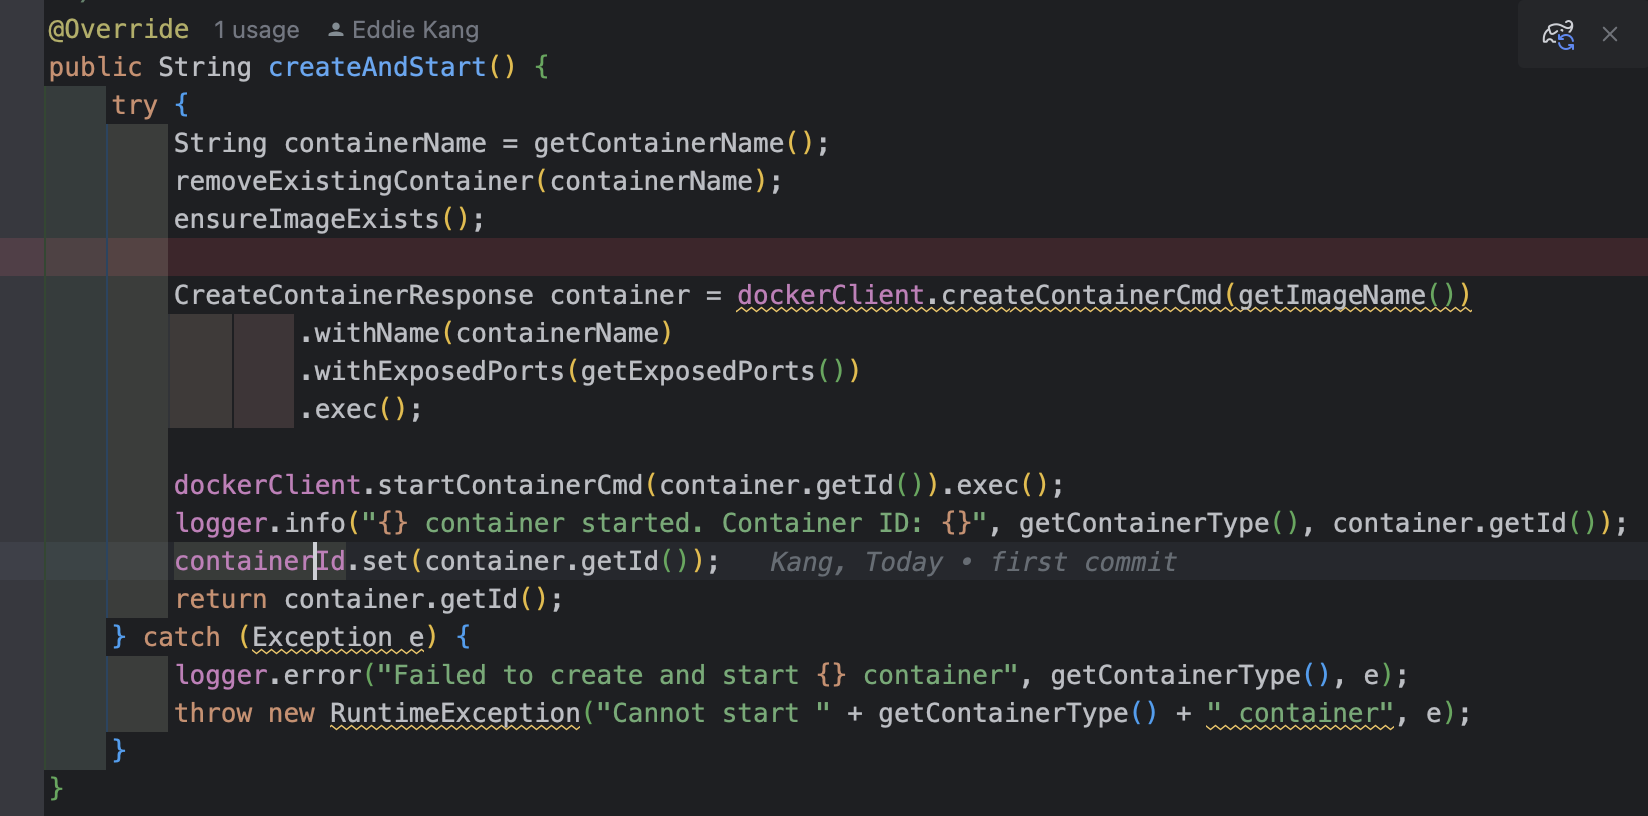 @Override 1 usage Eddie Kang
public String createAndStart() {
try {
String containerName = getContainerName();
removeExistingContainer(containerName);
ensureImageExists();
CreateContainerResponse container = dockerClient.createContainerCmd(getImageName())
.withName(containerName)
.withExposedPorts(getExposedPorts())
.exec();
dockerClient.startContainerCmd(container.getId()).exec();
logger.info("{} container started. Container ID: {}", getContainerType(), container.getId());
containerId.set(container.getId()); Kang, Today • first commit
return container.getId();
} catch (Exception e) {
logger.error("Failed to create and start {} container", getContainerType(), e);
throw new RuntimeException("Cannot start " + getContainerType() + " container", e);
}
}